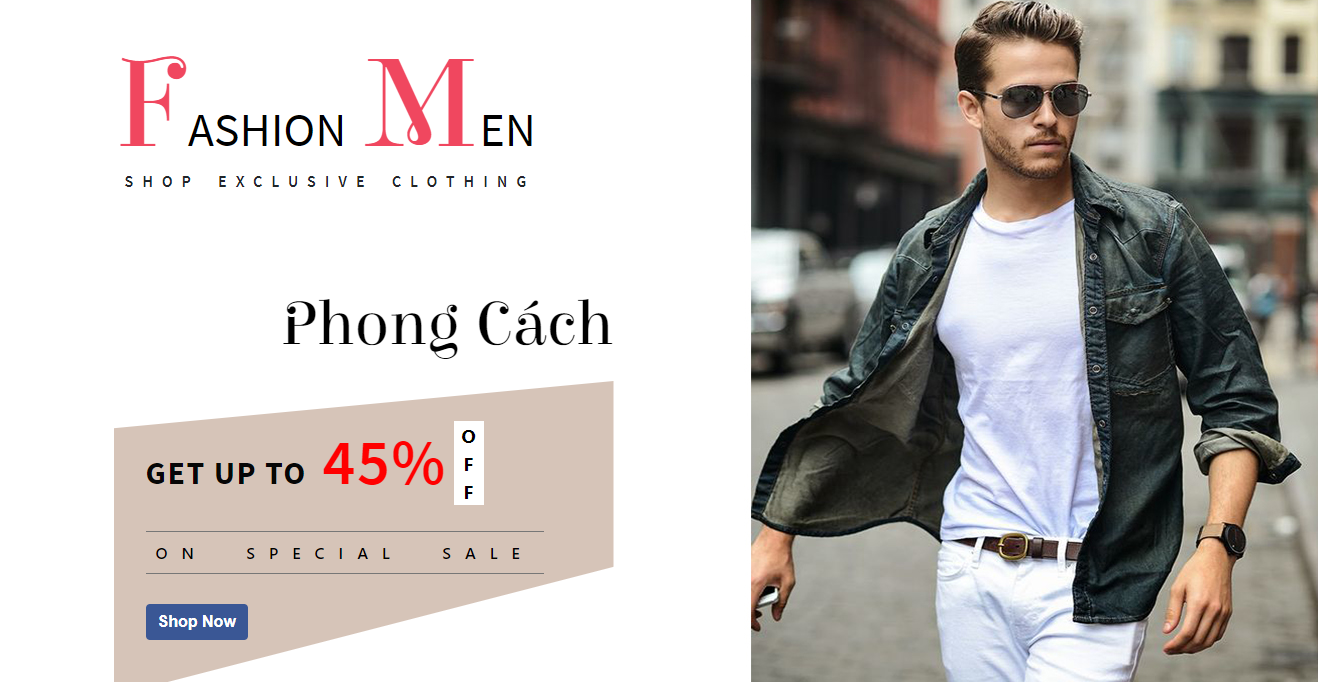 FASHION MEN
SHOP EXCLUSIVE CLOTHING
Phong Cách
GET UP TO 45% OFF
ON SPECIAL SALE
Shop Now